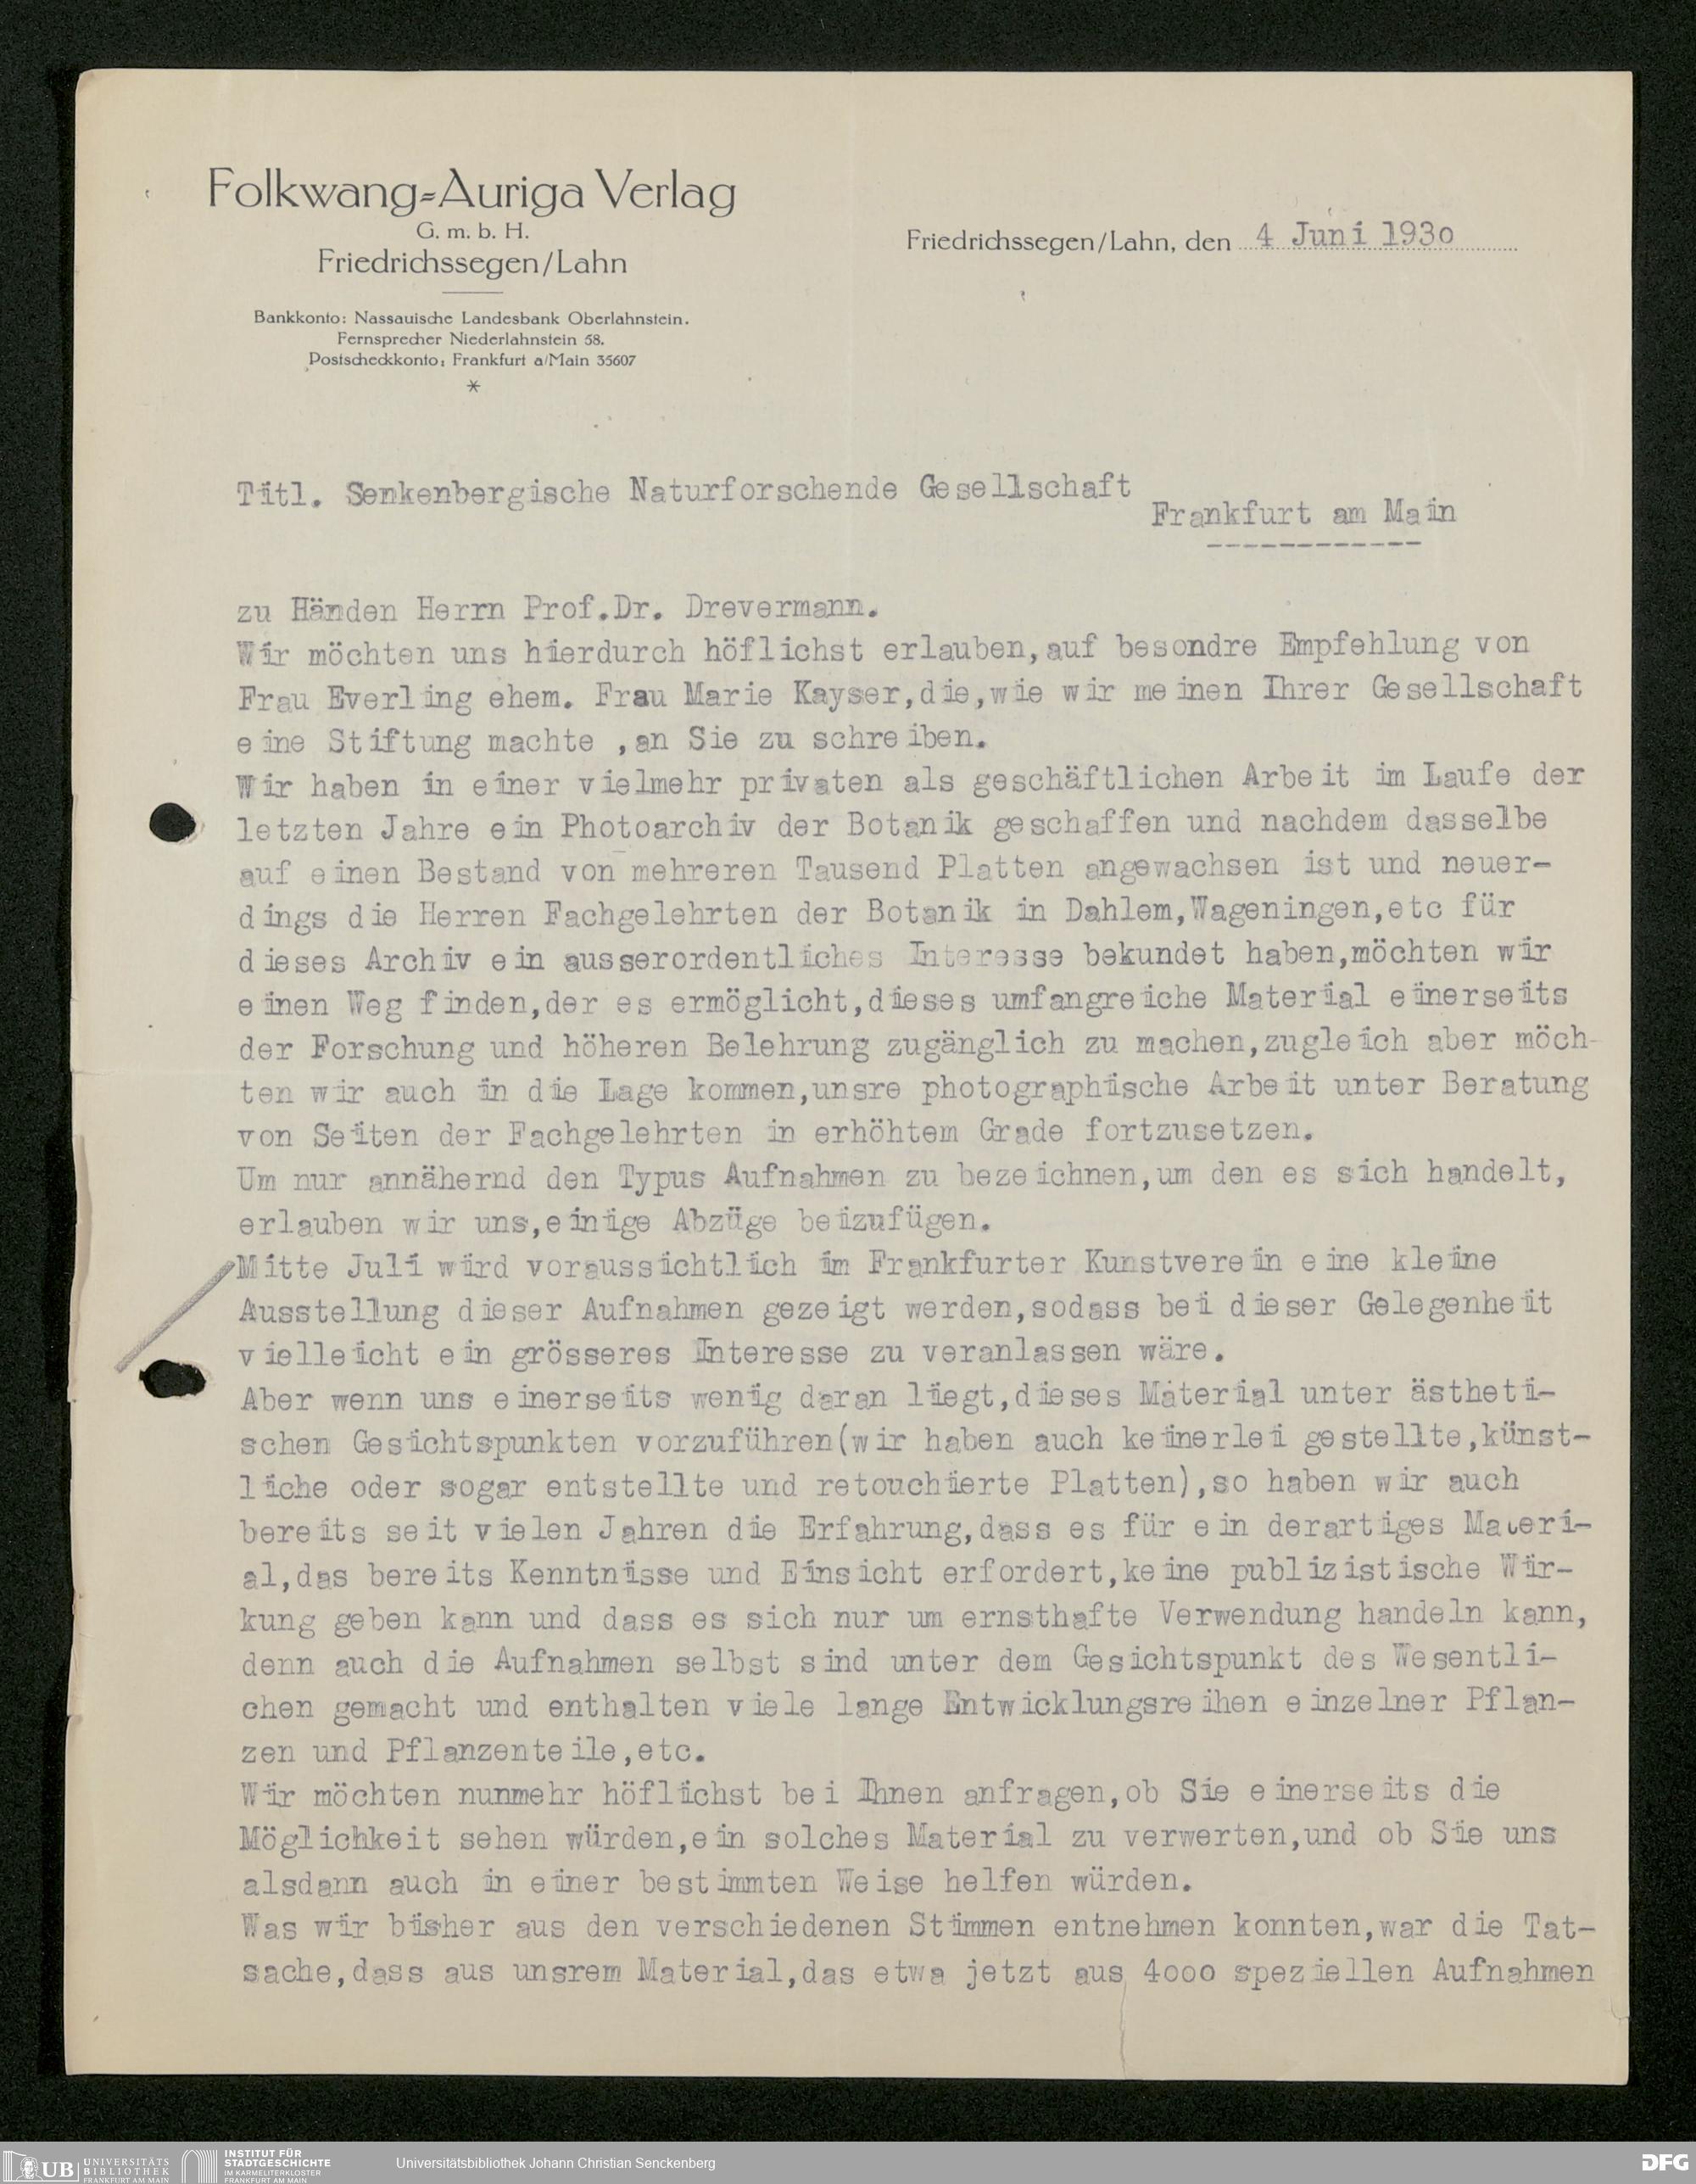 Folkwang-Auriga Verlag
G. m. b. H.
Friedrichssegen/Lahn
Bankkonto: Nassauische Landesbank Oberlahnstein.
Fernsprecher Niederlahnstein 58.
Postscheckkonto: Frankfurt a/Main 35607
*
Friedrichssegen/Lahn, den 4 Juni 193o
Titl. Senkenbergische Naturforschende Gesellschaft
Frankfurt am Main
------------
zu Händen Herrn Prof.Dr. Drevermann.
Wir möchten uns hierdurch höflichst erlauben,auf besondre Empfehlung von
Frau Everling ehem. Frau Marie Kayser,die,wie wir meinen Ihrer Gesellschaft
eine Stiftung machte ,an Sie zu schreiben.
Wir haben in einer vielmehr privaten als geschäftlichen Arbeit im Laufe der
letzten Jahre ein Photoarchiv der Botanik geschaffen und nachdem dasselbe
auf einen Bestand von mehreren Tausend Platten angewachsen ist und neuer-
dings die Herren Fachgelehrten der Botanik in Dahlem,Wageningen,etc für
dieses Archiv ein ausserordentliches Interesse bekundet haben,möchten wir
einen Weg finden,der es ermöglicht,dieses umfangreiche Material einerseits
der Forschung und höheren Belehrung zugänglich zu machen,zugleich aber möch-
ten wir auch in die Lage kommen,unsre photographische Arbeit unter Beratung
von Seiten der Fachgelehrten in erhöhtem Grade fortzusetzen.
Um nur annähernd den Typus Aufnahmen zu bezeichnen,um den es sich handelt,
erlauben wir uns,einige Abzüge beizufügen.
Mitte Juli wird voraussichtlich im Frankfurter Kunstverein eine kleine
Ausstellung dieser Aufnahmen gezeigt werden,sodass bei dieser Gelegenheit
vielleicht ein grösseres Interesse zu veranlassen wäre.
Aber wenn uns einerseits wenig daran liegt,dieses Material unter ästheti-
schen Gesichtspunkten vorzuführen(wir haben auch keinerlei gestellte,künst-
liche oder sogar entstellte und retouchierte Platten),so haben wir auch
bereits seit vielen Jahren die Erfahrung,dass es für ein derartiges Materi-
al,das bereits Kenntnisse und Einsicht erfordert,keine publizistische Wir-
kung geben kann und dass es sich nur um ernsthafte Verwendung handeln kann,
denn auch die Aufnahmen selbst sind unter dem Gesichtspunkt des Wesentli-
chen gemacht und enthalten viele lange Entwicklungsreihen einzelner Pflan-
zen und Pflanzenteile,etc.
Wir möchten nunmehr höflichst bei Ihnen anfragen,ob Sie einerseits die
Möglichkeit sehen würden,ein solches Material zu verwerten,und ob Sie uns
alsdann auch in einer bestimmten Weise helfen würden.
Was wir bisher aus den verschiedenen Stimmen entnehmen konnten,war die Tat-
sache,dass aus unsrem Material,das etwa jetzt aus 4ooo speziellen Aufnahmen
UB UNIVERSITÄTS
BIBLIOTHEK
FRANKFURT AM MAIN
INSTITUT FÜR
STADTGESCHICHTE
IM KARMELITERKLOSTER
FRANKFURT AM MAIN
Universitätsbibliothek Johann Christian Senckenberg
DFG